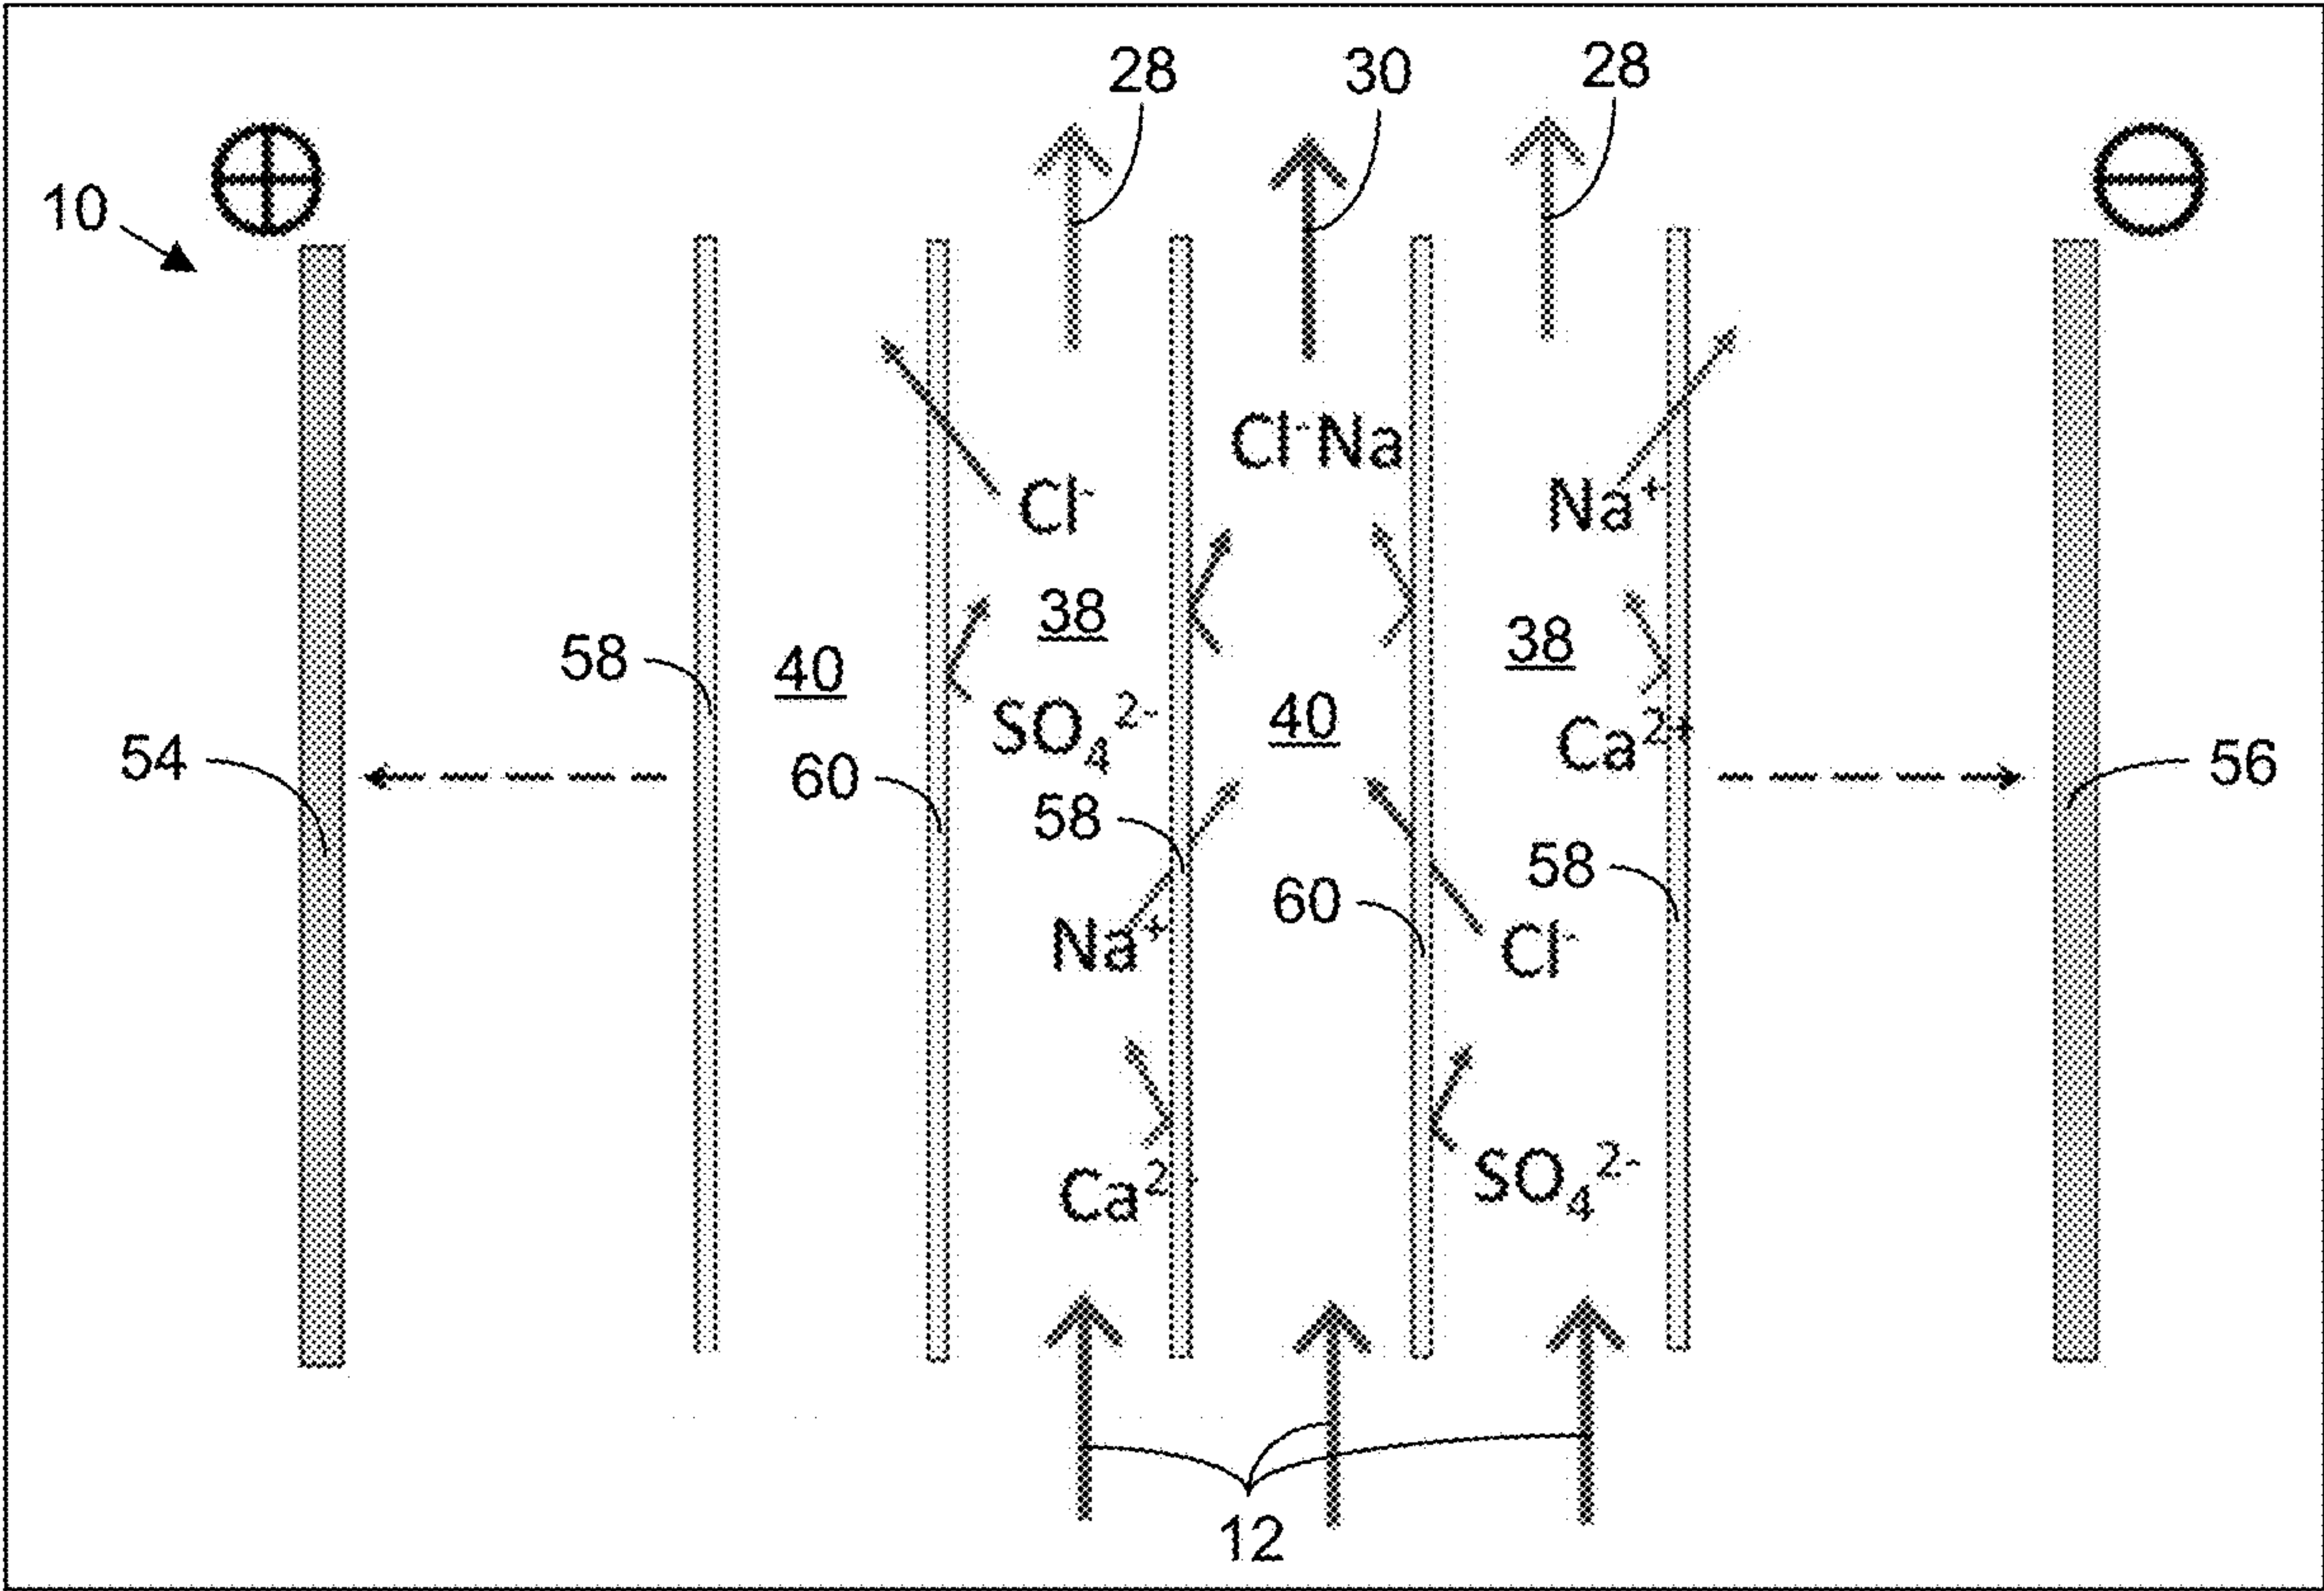 28 30 28
10
Cl⁻ Na
Cl⁻ Na⁺
38 38
58 40
SO₄²⁻ 40 Ca²⁺
54 60 56
58 58
60
Na⁺ Cl⁻
Ca²
SO₄²⁻
12